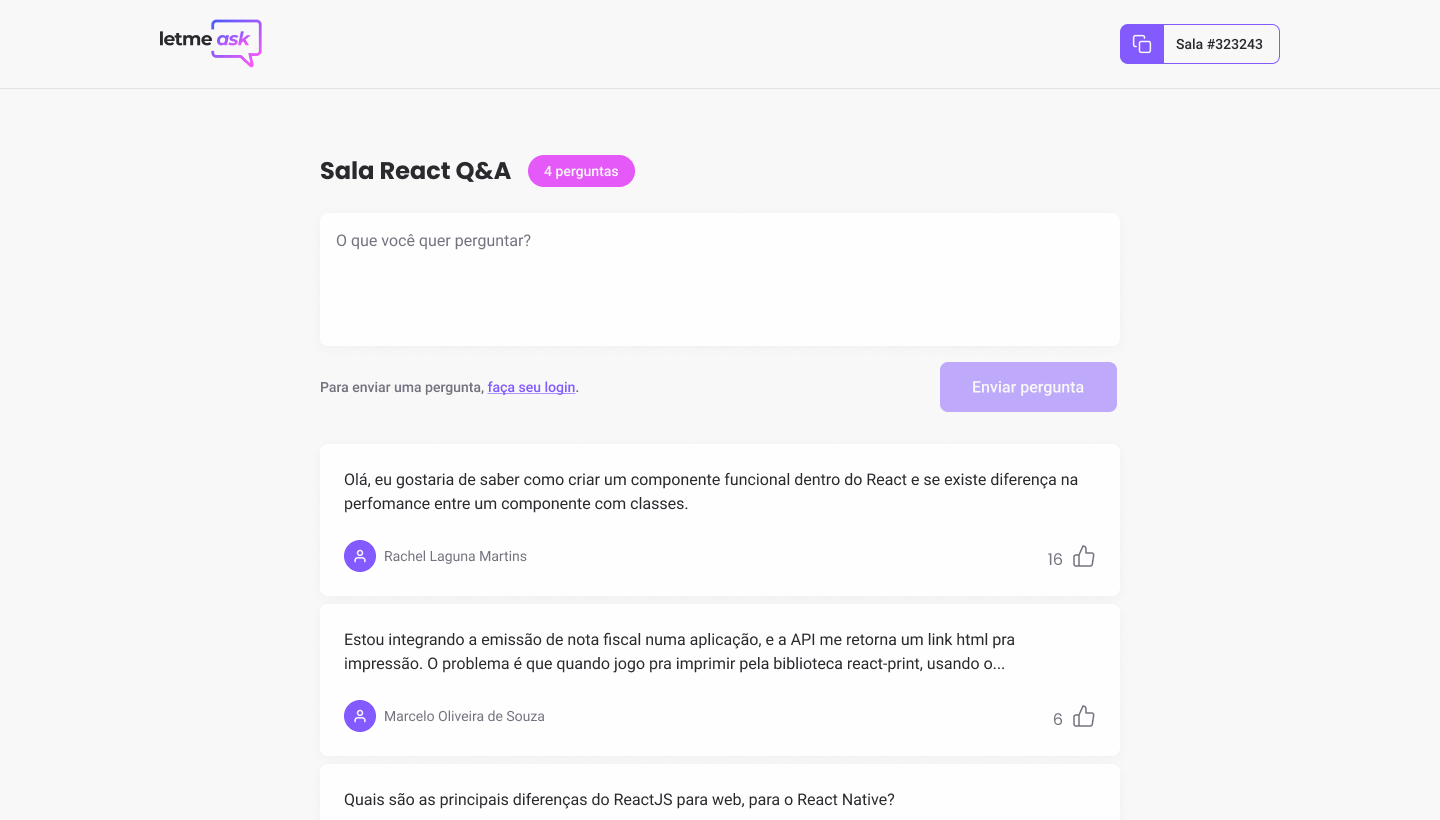 letme ask
Sala #323243
Sala React Q&A
4 perguntas
O que você quer perguntar?
Para enviar uma pergunta, faça seu login.
Enviar pergunta
Olá, eu gostaria de saber como criar um componente funcional dentro do React e se existe diferença na
perfomance entre um componente com classes.
Rachel Laguna Martins
16
Estou integrando a emissão de nota fiscal numa aplicação, e a API me retorna um link html pra
impressão. O problema é que quando jogo pra imprimir pela biblioteca react-print, usando o...
Marcelo Oliveira de Souza
6
Quais são as principais diferenças do ReactJS para web, para o React Native?